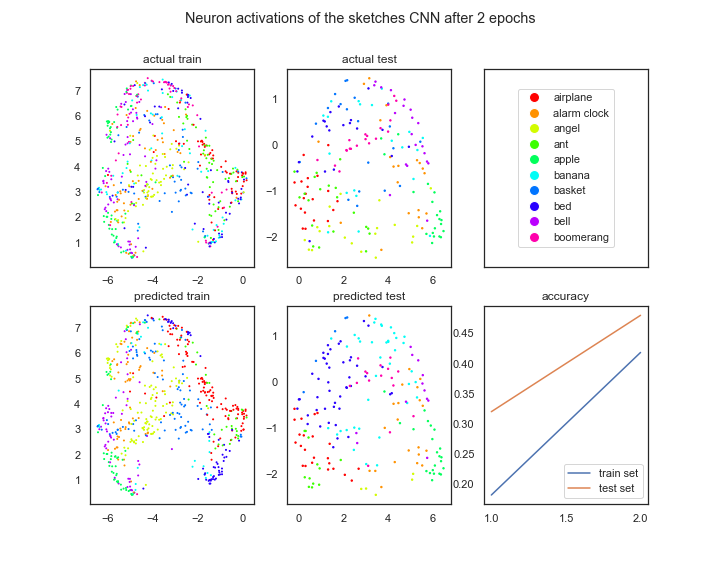 Neuron activations of the sketches CNN after 2 epochs
actual train
actual test
7
6
5
4
3
2
1
−6
−4
−2
0
1
0
−1
−2
0
2
4
6
airplane
alarm clock
angel
ant
apple
banana
basket
bed
bell
boomerang
predicted train
predicted test
accuracy
7
6
5
4
3
2
1
−6
−4
−2
0
1
0
−1
−2
0
2
4
6
0.45
0.40
0.35
0.30
0.25
0.20
1.0
1.5
2.0
train set
test set